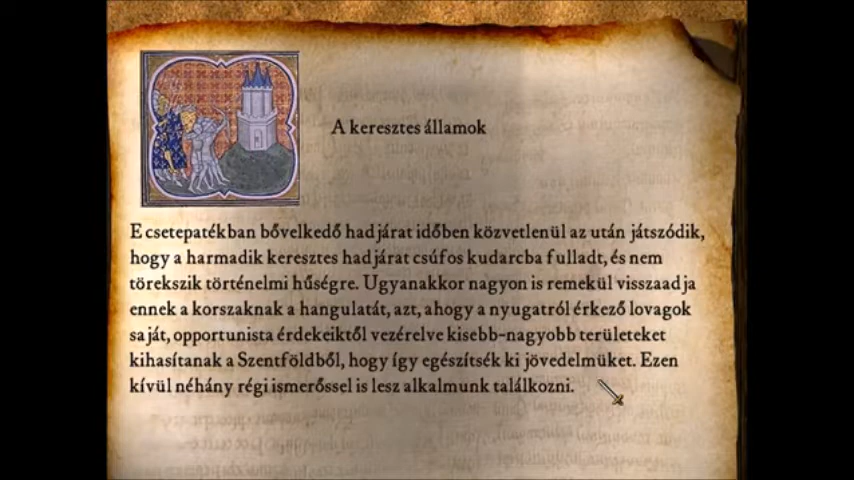 A keresztes államok
E csetepatékban bővelkedő hadjárat időben közvetlenül az után játszódik,
hogy a harmadik keresztes hadjárat csúfos kudarcba fulladt, és nem
törekszik történelmi hűségre. Ugyanakkor nagyon is remekül visszaadja
ennek a korszaknak a hangulatát, azt, ahogy a nyugatról érkező lovagok
saját, opportunista érdekeiktől vezérelve kisebb-nagyobb területeket
kihasítanak a Szentföldből, hogy így egészítsék ki jövedelmüket. Ezen
kívül néhány régi ismerőssel is lesz alkalmunk találkozni.